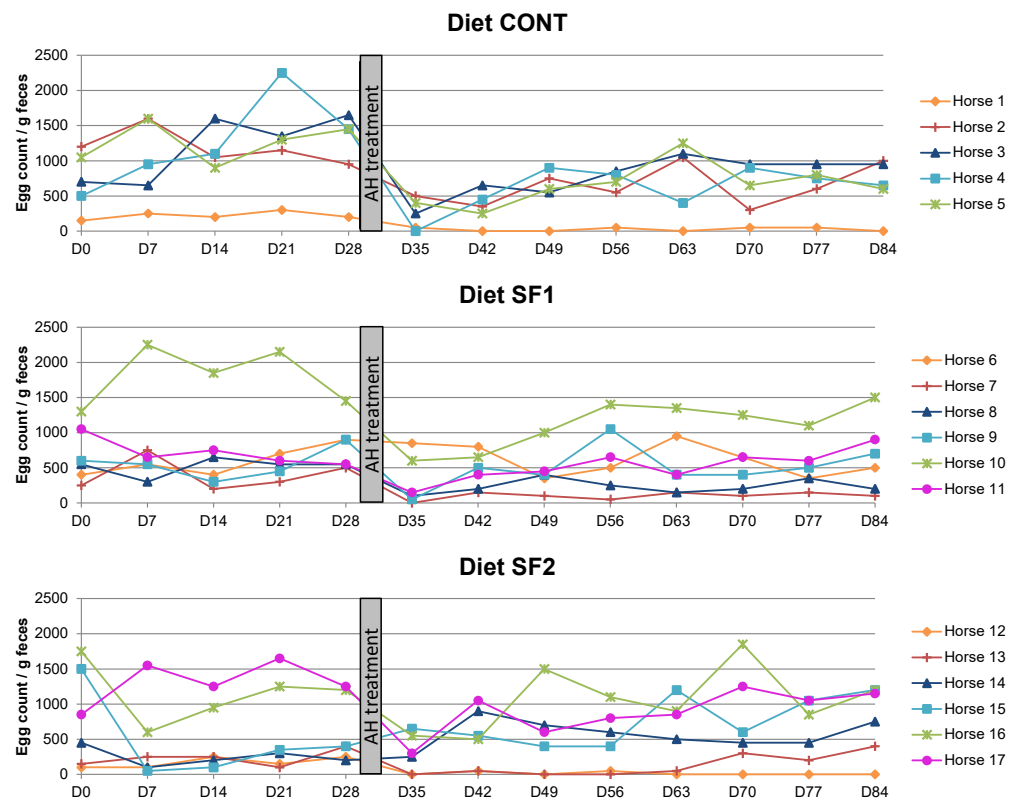 Diet CONT
Egg count / g feces
2500
2000
1500
1000
500
0
AH treatment
D0 D7 D14 D21 D28 D35 D42 D49 D56 D63 D70 D77 D84
Horse 1
Horse 2
Horse 3
Horse 4
Horse 5
Diet SF1
Egg count / g feces
2500
2000
1500
1000
500
0
AH treatment
D0 D7 D14 D21 D28 D35 D42 D49 D56 D63 D70 D77 D84
Horse 6
Horse 7
Horse 8
Horse 9
Horse 10
Horse 11
Diet SF2
Egg count / g feces
2500
2000
1500
1000
500
0
AH treatment
D0 D7 D14 D21 D28 D35 D42 D49 D56 D63 D70 D77 D84
Horse 12
Horse 13
Horse 14
Horse 15
Horse 16
Horse 17